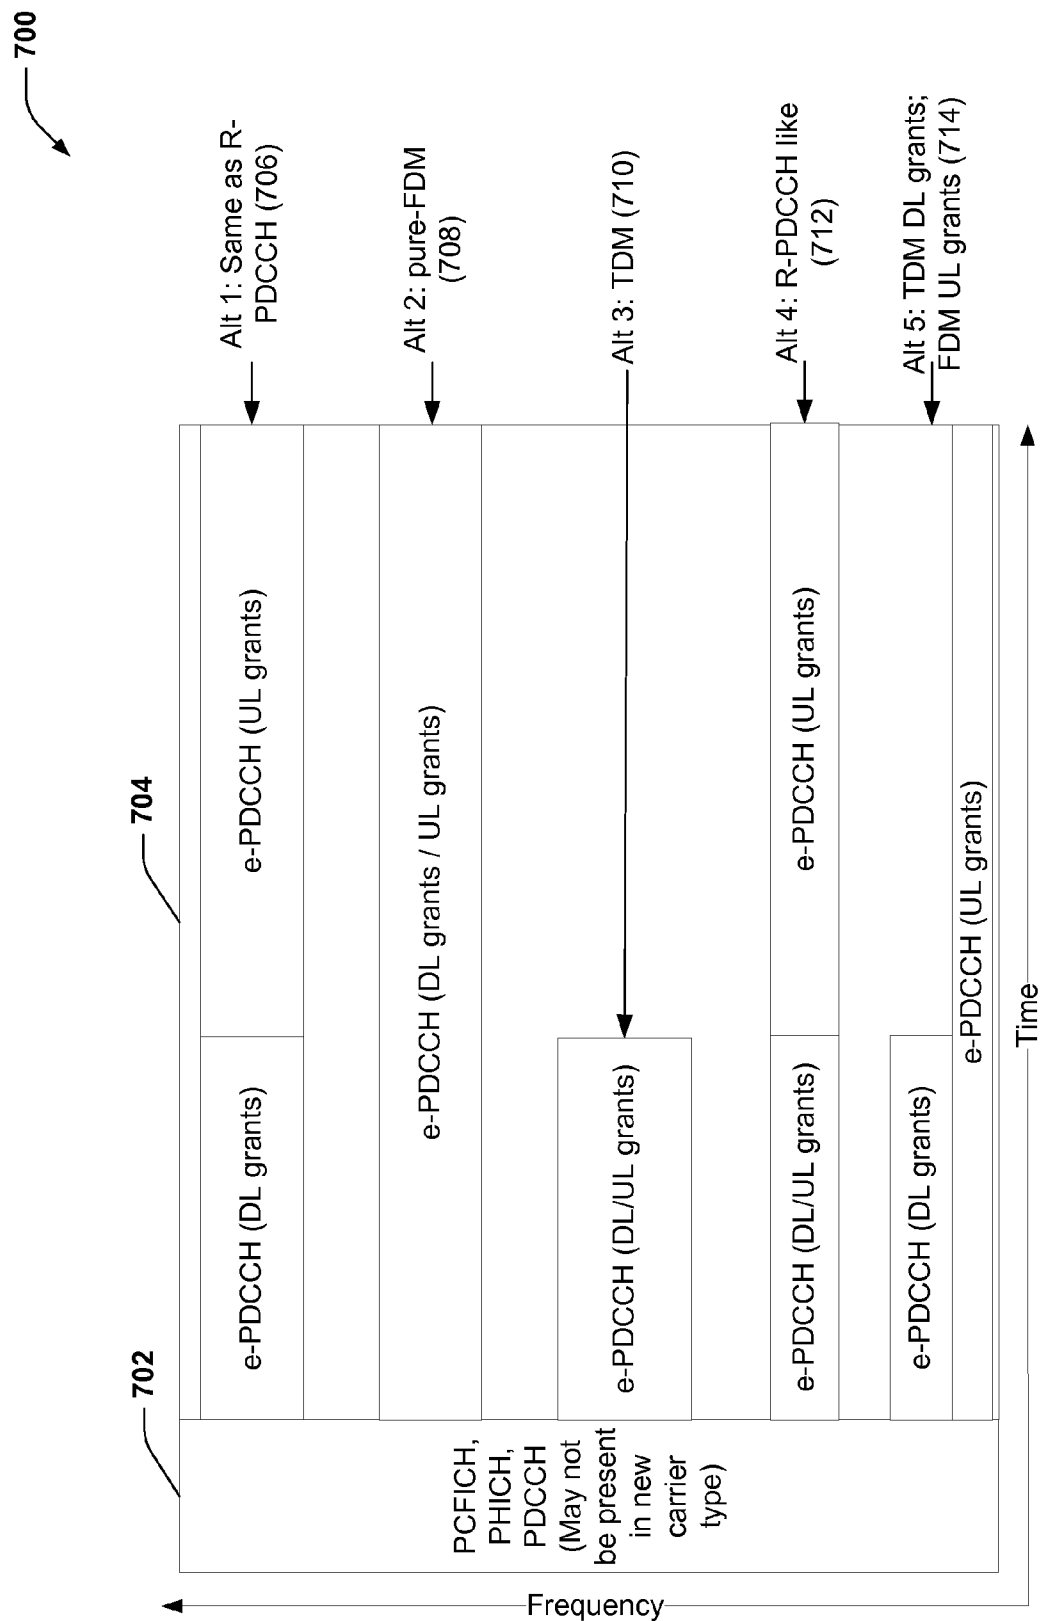 700
702
704
PCFICH,
PHICH,
PDCCH
(May not
be present
in new
carrier
type)
e-PDCCH (DL grants)
e-PDCCH (UL grants)
Alt 1: Same as R-
PDCCH (706)
e-PDCCH (DL grants / UL grants)
Alt 2: pure-FDM
(708)
e-PDCCH (DL/UL grants)
Alt 3: TDM (710)
e-PDCCH (DL/UL grants)
e-PDCCH (UL grants)
Alt 4: R-PDCCH like
(712)
e-PDCCH (DL grants)
e-PDCCH (UL grants)
Alt 5: TDM DL grants;
FDM UL grants (714)
Frequency
Time